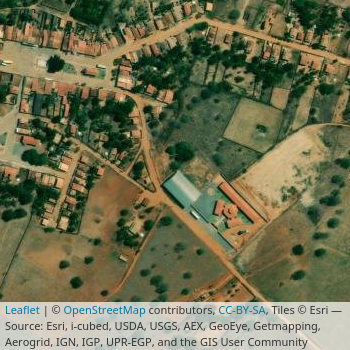 Leaflet | © OpenStreetMap contributors, CC-BY-SA, Tiles © Esri —
Source: Esri, i-cubed, USDA, USGS, AEX, GeoEye, Getmapping,
Aerogrid, IGN, IGP, UPR-EGP, and the GIS User Community